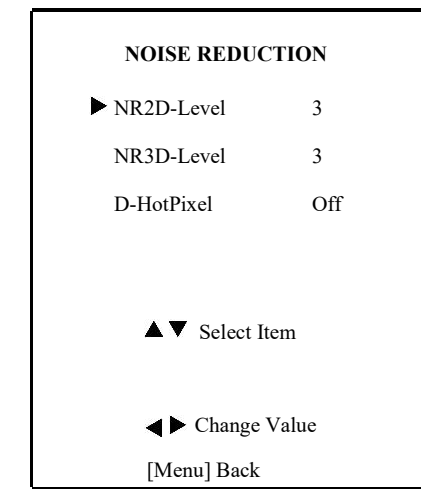 NOISE REDUCTION
▶ NR2D-Level 3
NR3D-Level 3
D-HotPixel Off
▲▼ Select Item
◀▶ Change Value
[Menu] Back